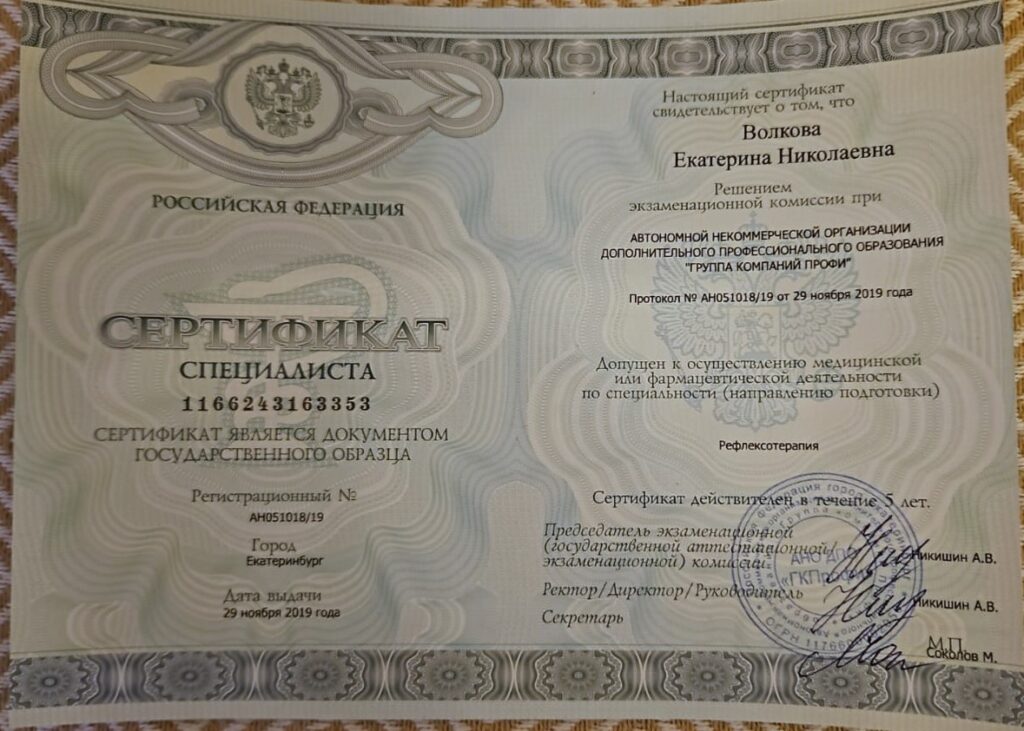 РОССИЙСКАЯ ФЕДЕРАЦИЯ
СЕРТИФИКАТ
СПЕЦИАЛИСТА
1166243163353
СЕРТИФИКАТ ЯВЛЯЕТСЯ ДОКУМЕНТОМ
ГОСУДАРСТВЕННОГО ОБРАЗЦА
Регистрационный №
АН051018/19
Город
Екатеринбург
Дата выдачи
29 ноября 2019 года
Настоящий сертификат
свидетельствует о том, что
Волкова
Екатерина Николаевна
Решением
экзаменационной комиссии при
АВТОНОМНОЙ НЕКОММЕРЧЕСКОЙ ОРГАНИЗАЦИИ
ДОПОЛНИТЕЛЬНОГО ПРОФЕССИОНАЛЬНОГО ОБРАЗОВАНИЯ
"ГРУППА КОМПАНИЙ ПРОФИ"
Протокол № АН051018/19 от 29 ноября 2019 года
Допущен к осуществлению медицинской
или фармацевтической деятельности
по специальности (направлению подготовки)
Рефлексотерапия
Сертификат действителен в течение 5 лет.
Председатель экзаменационной
(государственной аттестационной/
экзаменационной) комиссии
Никишин А.В.
Ректор/Директор/Руководитель
Никишин А.В.
Секретарь
М.П.
Соколов М.
АНО ДПО
«ГКПрофи»